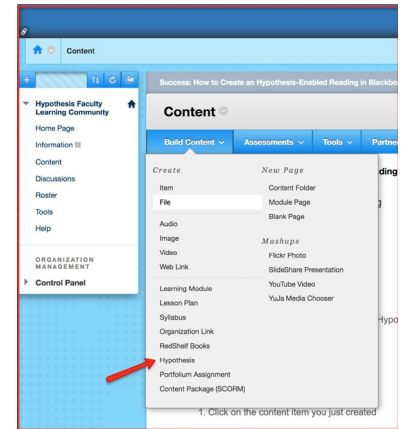 Content
Success: How to Create an Hypothesis-Enabled Reading in Blackbo
Hypothesis Faculty
Learning Community
Home Page
Information
Content
Discussions
Roster
Tools
Help
ORGANIZATION
MANAGEMENT
Control Panel
Content
Build Content
Assessments
Tools
Partne
Create
Item
File
Audio
Image
Video
Web Link
Learning Module
Lesson Plan
Syllabus
Organization Link
RedShelf Books
Hypothesis
Portfolium Assignment
Content Package (SCORM)
New Page
Content Folder
Module Page
Blank Page
Mashups
Flickr Photo
SlideShare Presentation
YouTube Video
YuJa Media Chooser
ding
g
Hypo
1. Click on the content item you just created